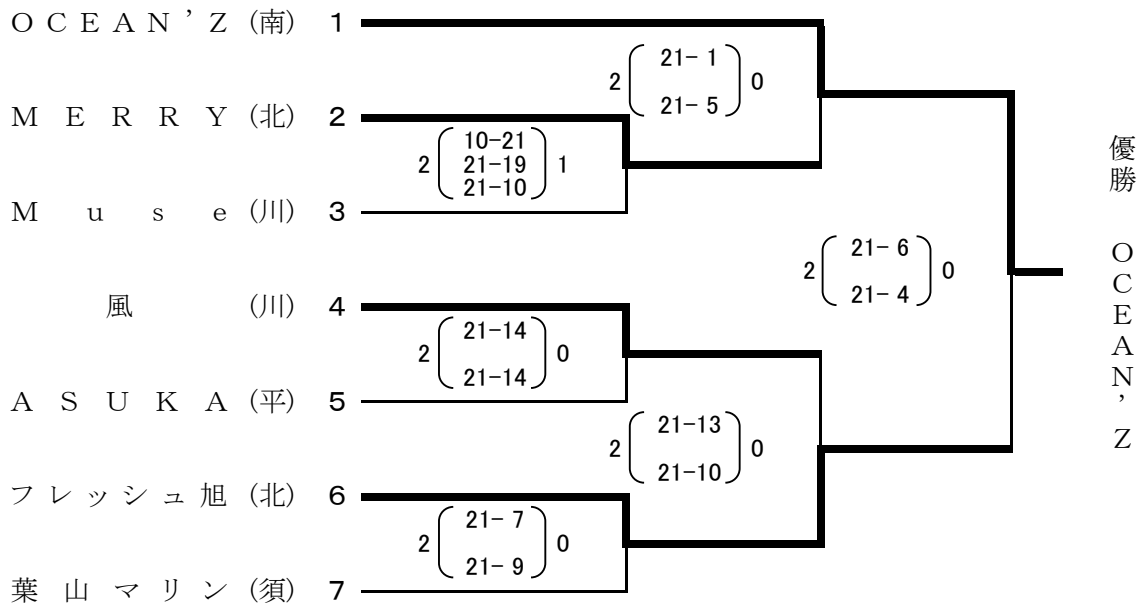 OCEAN’Z (南) 1
2 21- 1 0
21- 5
MERRY (北) 2
10-21
2 21-19 1
21-10
Muse (川) 3
2 21- 6 0
21- 4
風 (川) 4
21-14
2 0
21-14
ASUKA (平) 5
21-13
2 0
21-10
フレッシュ旭 (北) 6
21- 7
2 0
21- 9
葉山マリン (須) 7
優勝 OCEAN’Z